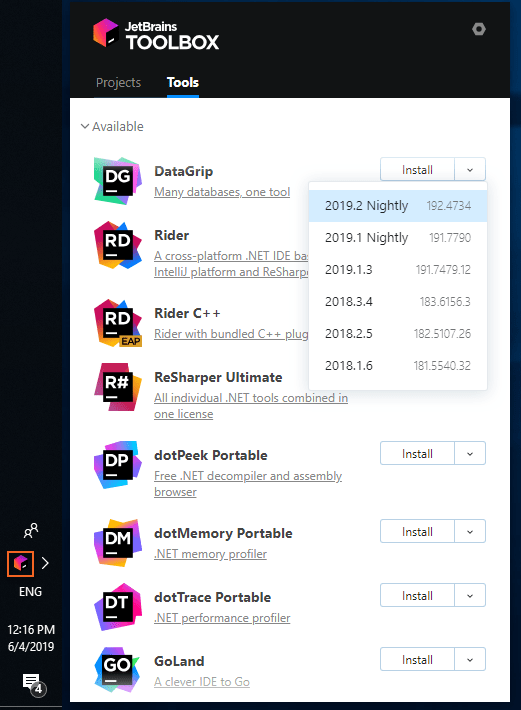 JetBrains
TOOLBOX
Projects Tools
Available
DG
DataGrip
Many databases, one tool
Install
2019.2 Nightly 192.4734
2019.1 Nightly 191.7790
2019.1.3 191.7479.12
2018.3.4 183.6156.3
2018.2.5 182.5107.26
2018.1.6 181.5540.32
RD
Rider
A cross-platform .NET IDE bas
IntelliJ platform and ReSharpe
RD
EAP
Rider C++
Rider with bundled C++ plug
R#
ReSharper Ultimate
All individual .NET tools combined in
one license
DP
dotPeek Portable
Free .NET decompiler and assembly
browser
Install
DM
dotMemory Portable
.NET memory profiler
Install
DT
dotTrace Portable
.NET performance profiler
Install
GO
GoLand
A clever IDE to Go
Install
ENG
12:16 PM
6/4/2019
4